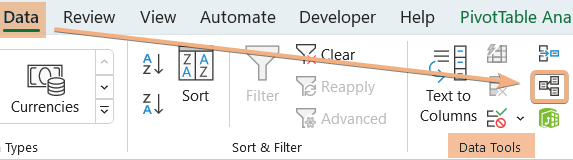 Data Review View Automate Developer Help PivotTable Ana
Currencies
Types
A
Z
Z
A
Z A
A Z
Sort
Filter
Clear
Reapply
Advanced
Sort & Filter
Text to
Columns
Data Tools